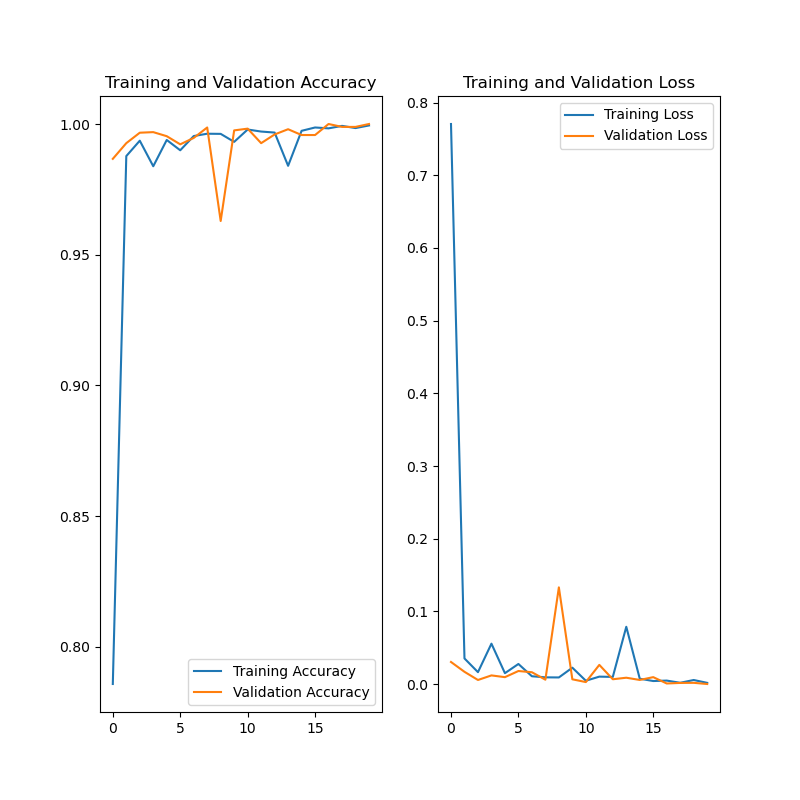 Training and Validation Accuracy
1.00
0.95
0.90
0.85
0.80
Training Accuracy
Validation Accuracy
0 5 10 15
Training and Validation Loss
0.8
0.7
0.6
0.5
0.4
0.3
0.2
0.1
0.0
Training Loss
Validation Loss
0 5 10 15